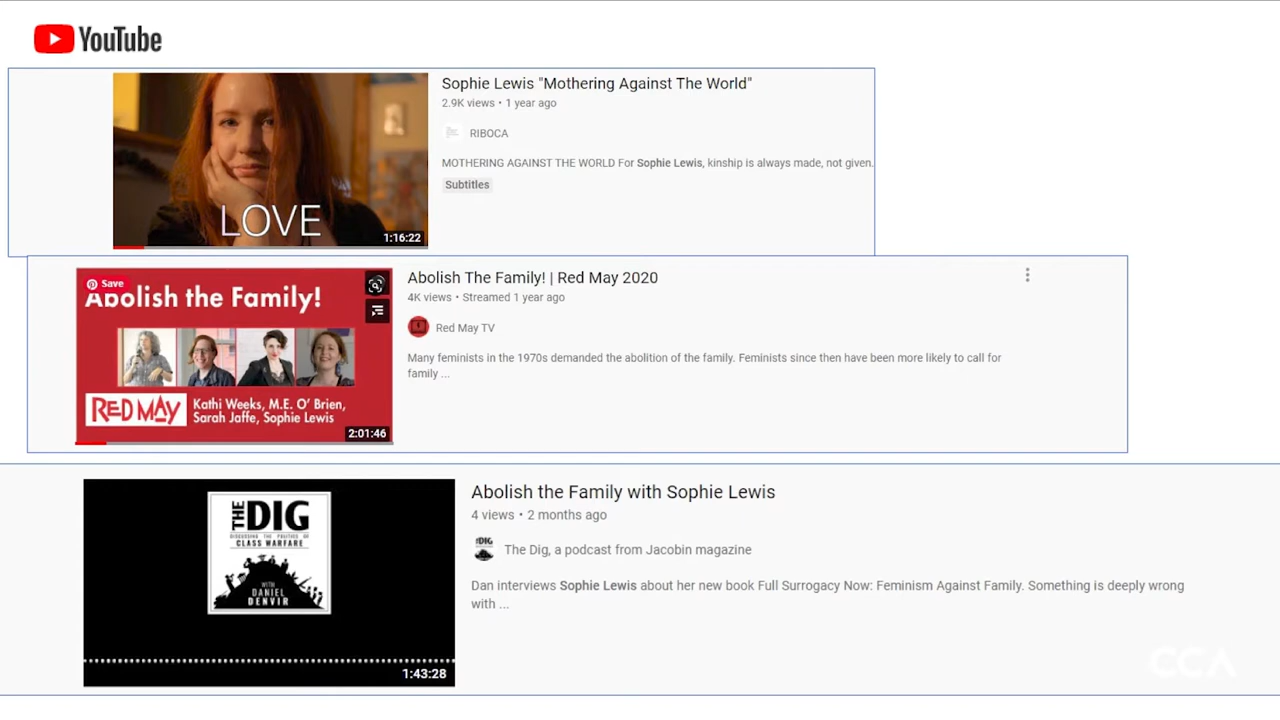 YouTube
Sophie Lewis "Mothering Against The World"
2.9K views • 1 year ago
RIBOCA
MOTHERING AGAINST THE WORLD For Sophie Lewis, kinship is always made, not given.
Subtitles
LOVE
1:16:22
Save
Abolish the Family!
RED MAY
Kathi Weeks, M.E. O' Brien,
Sarah Jaffe, Sophie Lewis
2:01:46
Abolish The Family! | Red May 2020
4K views • Streamed 1 year ago
Red May TV
Many feminists in the 1970s demanded the abolition of the family. Feminists since then have been more likely to call for
family ...
THE DIG
DISCUSSING THE POLITICS OF
CLASS WARFARE
WITH
DANIEL
DENVIR
1:43:28
Abolish the Family with Sophie Lewis
4 views • 2 months ago
THE DIG
The Dig, a podcast from Jacobin magazine
Dan interviews Sophie Lewis about her new book Full Surrogacy Now: Feminism Against Family. Something is deeply wrong
with ...
CCA